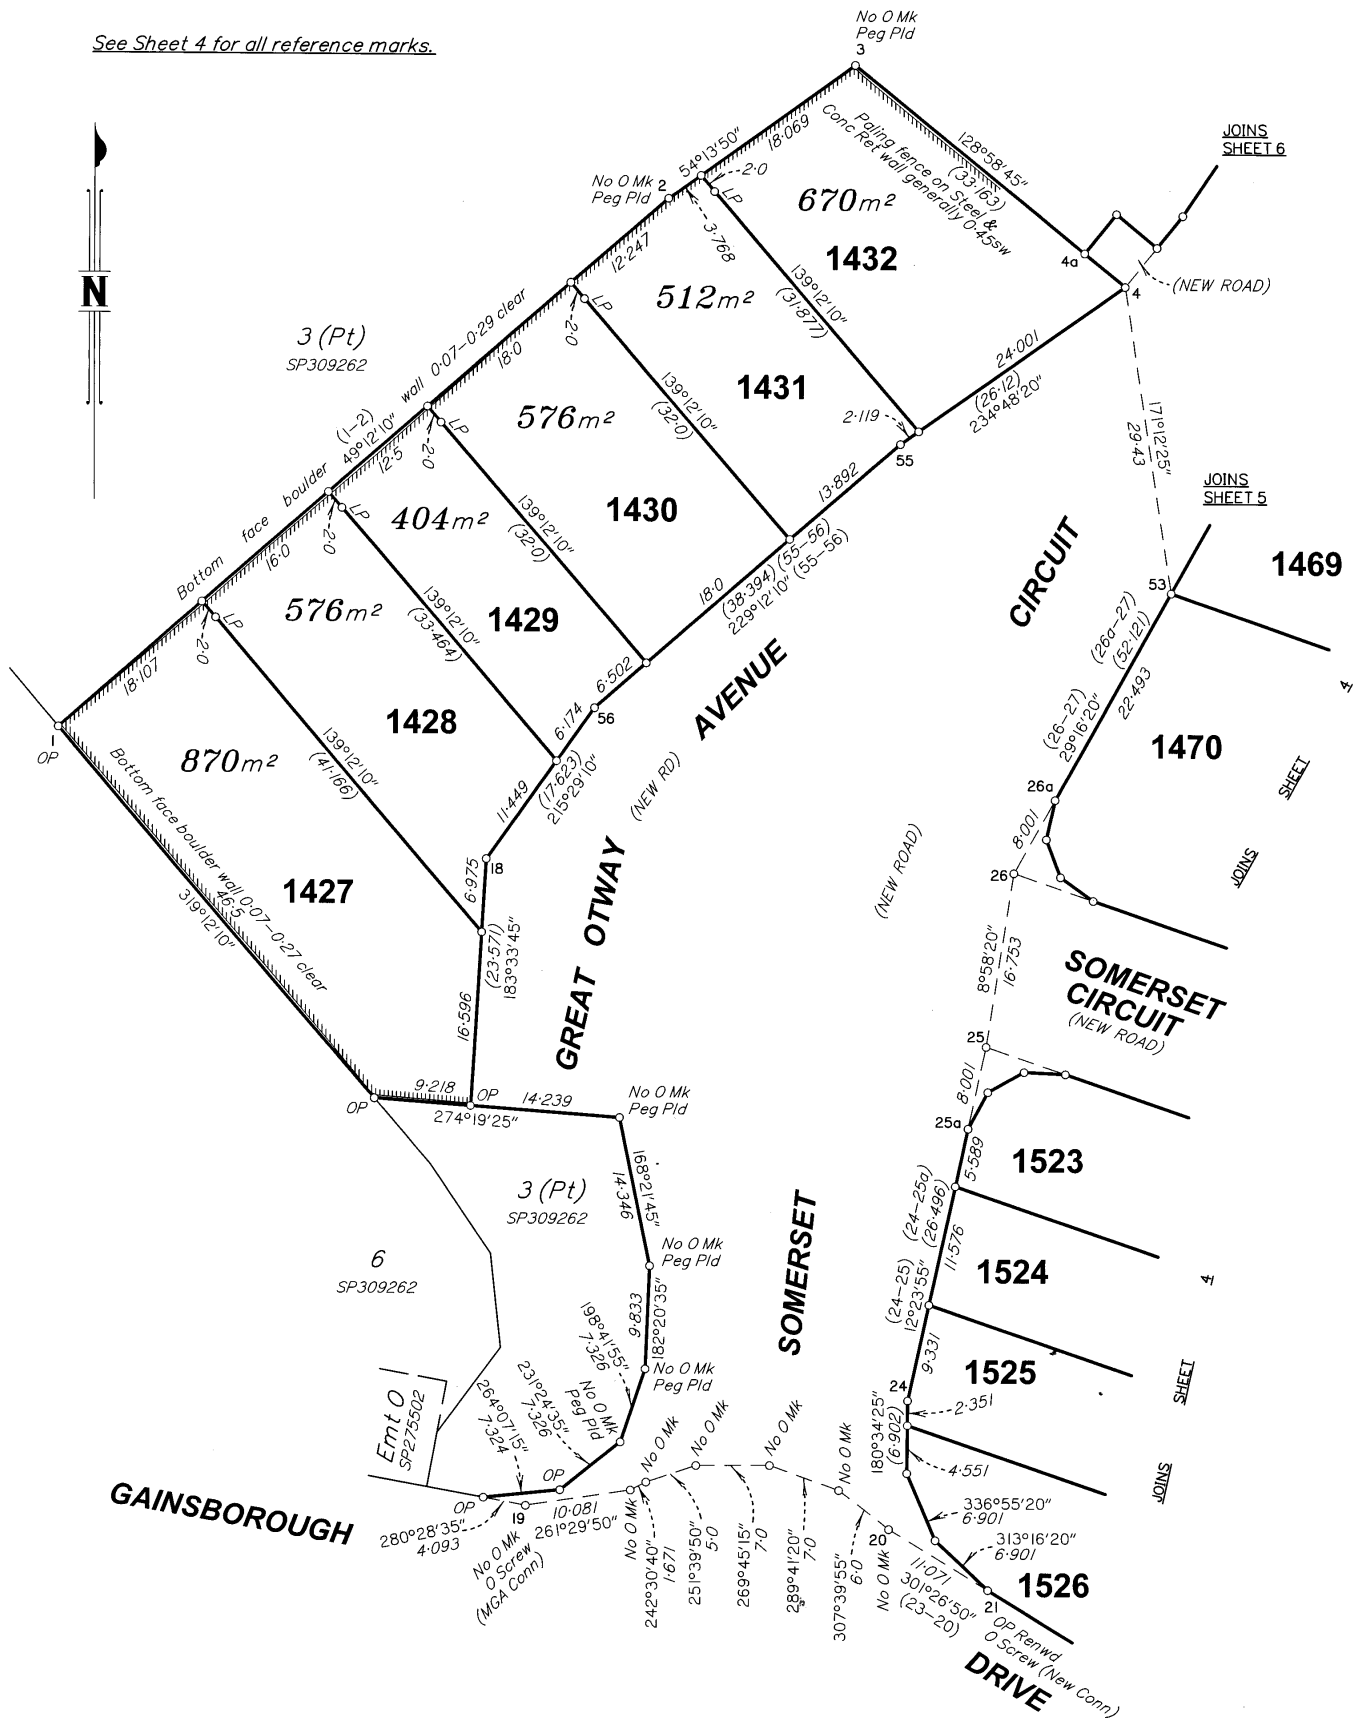 See Sheet 4 for all reference marks.
No O Mk
Peg Pld
3
N
JOINS
SHEET 6
54°13'50"
18·069
128°58'45"
(33·163)
Paling fence on Steel &
Conc Ret wall generally 0·45sw
No O Mk
Peg Pld
2
2·0
LP
3·768
670m²
1432
4a
4
(NEW ROAD)
12·247
139°12'10"
(31·877)
512m²
1431
LP
2·0
3 (Pt)
SP309262
Bottom face boulder wall 0·07–0·29 clear
(1–2)
49°12'10"
18·0
24·001
(26·12)
234°48'20"
2·119
55
171°12'25"
29·43
139°12'10"
(32·0)
576m²
1430
LP
2·0
12·5
13·892
JOINS
SHEET 5
1469
53
404m²
1429
139°12'10"
(32·0)
LP
2·0
16·0
18·0
(38·394) (55–56)
229°12'10" (55–56)
CIRCUIT
576m²
1428
139°12'10"
(33·464)
LP
2·0
18·107
6·502
56
6·174
(17·623)
215°29'10"
11·449
(NEW RD)
AVENUE
(26a–27)
(52·121)
22·493
(26–27)
29°16'20"
1470
4
SHEET
JOINS
1
OP
870m²
1427
139°12'10"
(41·166)
Bottom face boulder wall 0·07–0·27 clear
46·5
319°12'10"
18
6·975
(23·571)
183°33'45"
16·596
GREAT OTWAY
(NEW ROAD)
26a
8·001
26
8°58'20"
16·753
SOMERSET
CIRCUIT
(NEW ROAD)
25
8·001
25a
OP
9·218
OP
274°19'25"
14·239
No O Mk
Peg Pld
168°21'45"
14·346
5·589
1523
3 (Pt)
SP309262
(24–25a)
(26·496)
11·576
No O Mk
Peg Pld
6
SP309262
SOMERSET
(24–25)
12°23'55"
1524
4
SHEET
JOINS
9·833
182°20'35"
9·331
1525
No O Mk
Peg Pld
198°41'55"
7·326
231°24'35"
7·326
No O Mk
Peg Pld
264°07'15"
7·324
Emt O
SP275502
24
2·351
180°34'25"
(6·902)
4·551
No O Mk
No O Mk
No O Mk
No O Mk
336°55'20"
6·901
313°16'20"
6·901
1526
OP
OP
19
GAINSBOROUGH
280°28'35"
4·093
10·081
261°29'50"
No O Mk
O Screw
(MGA Conn)
No O Mk
242°30'40"
1·671
251°39'50"
5·0
269°45'15"
7·0
289°41'20"
7·0
307°39'55"
6·0
20
No O Mk
11·071
301°26'50"
(23–20)
21
OP Renwd
O Screw (New Conn)
DRIVE